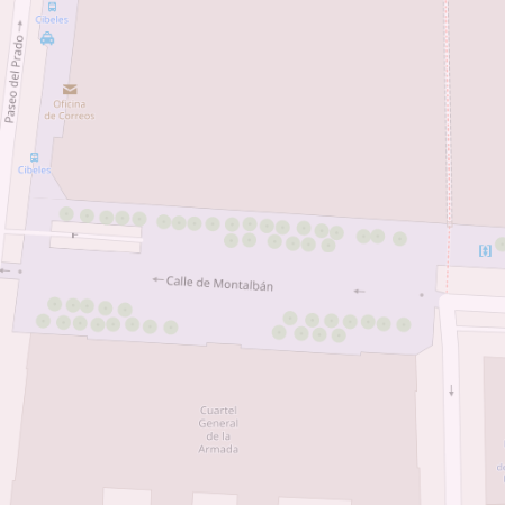 Cibeles
Paseo del Prado
Oficina
de Correos
Cibeles
Calle de Montalbán
Cuartel
General
de la
Armada